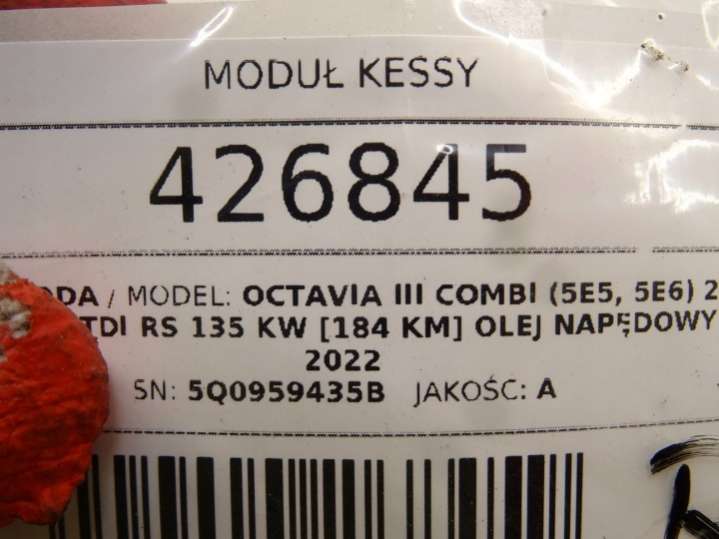 MODUŁ KESSY
426845
ODA / MODEL: OCTAVIA III COMBI (5E5, 5E6) 2
TDI RS 135 KW [184 KM] OLEJ NAPĘDOWY
2022
SN: 5Q0959435B JAKOŚĆ: A